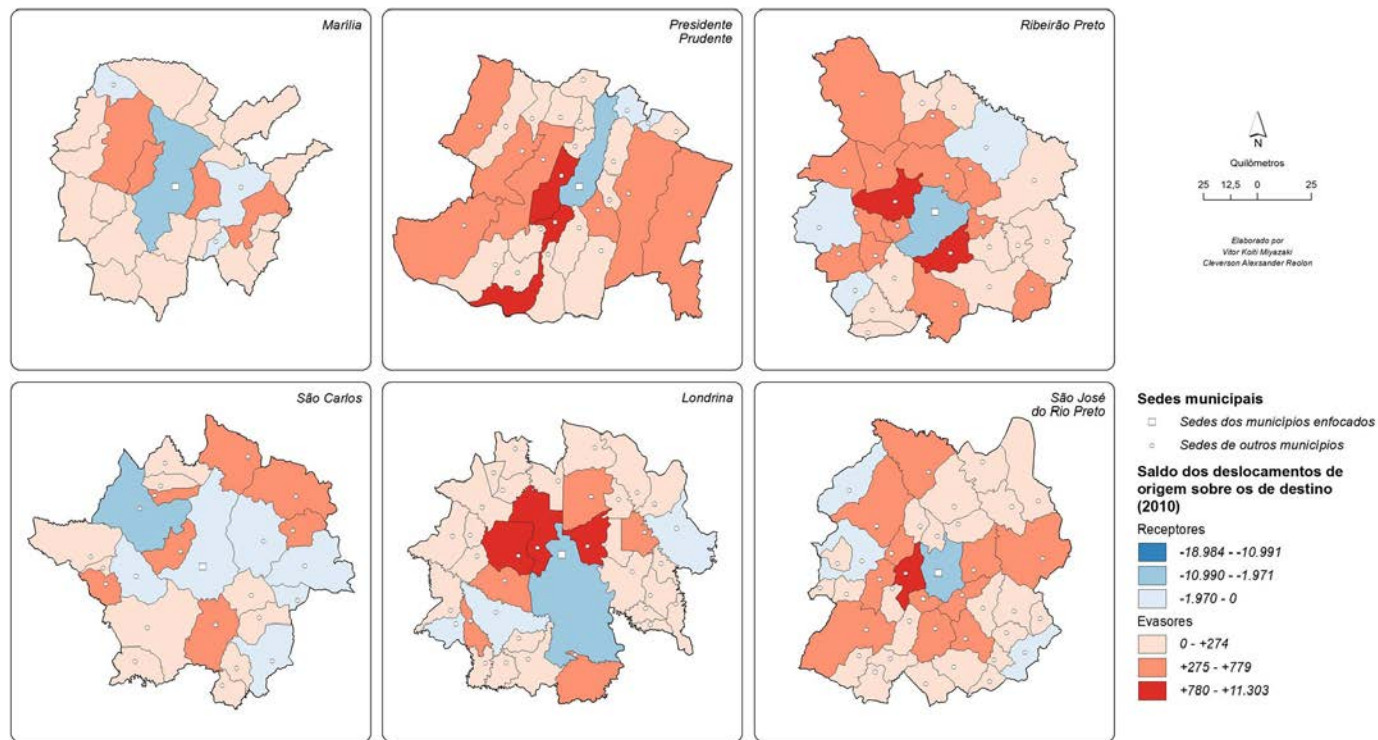 Marília
Presidente
Prudente
Ribeirão Preto
N
Quilômetros
25 12,5 0 25
Elaborado por
Vitor Koiti Miyazaki
Cleverson Alexsander Reolon
São Carlos
Londrina
São José
do Rio Preto
Sedes municipais
Sedes dos municípios enfocados
Sedes de outros municípios
Saldo dos deslocamentos de
origem sobre os de destino
(2010)
Receptores
-18.984 - -10.991
-10.990 - -1.971
-1.970 - 0
Evasores
0 - +274
+275 - +779
+780 - +11.303